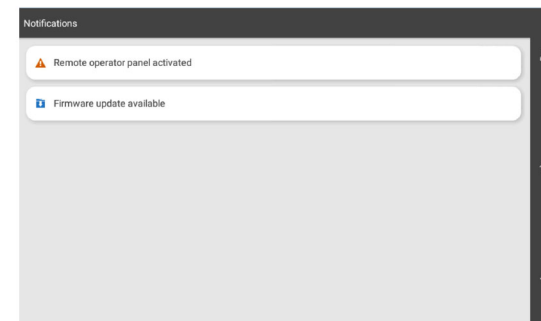 Notifications
Remote operator panel activated
Firmware update available